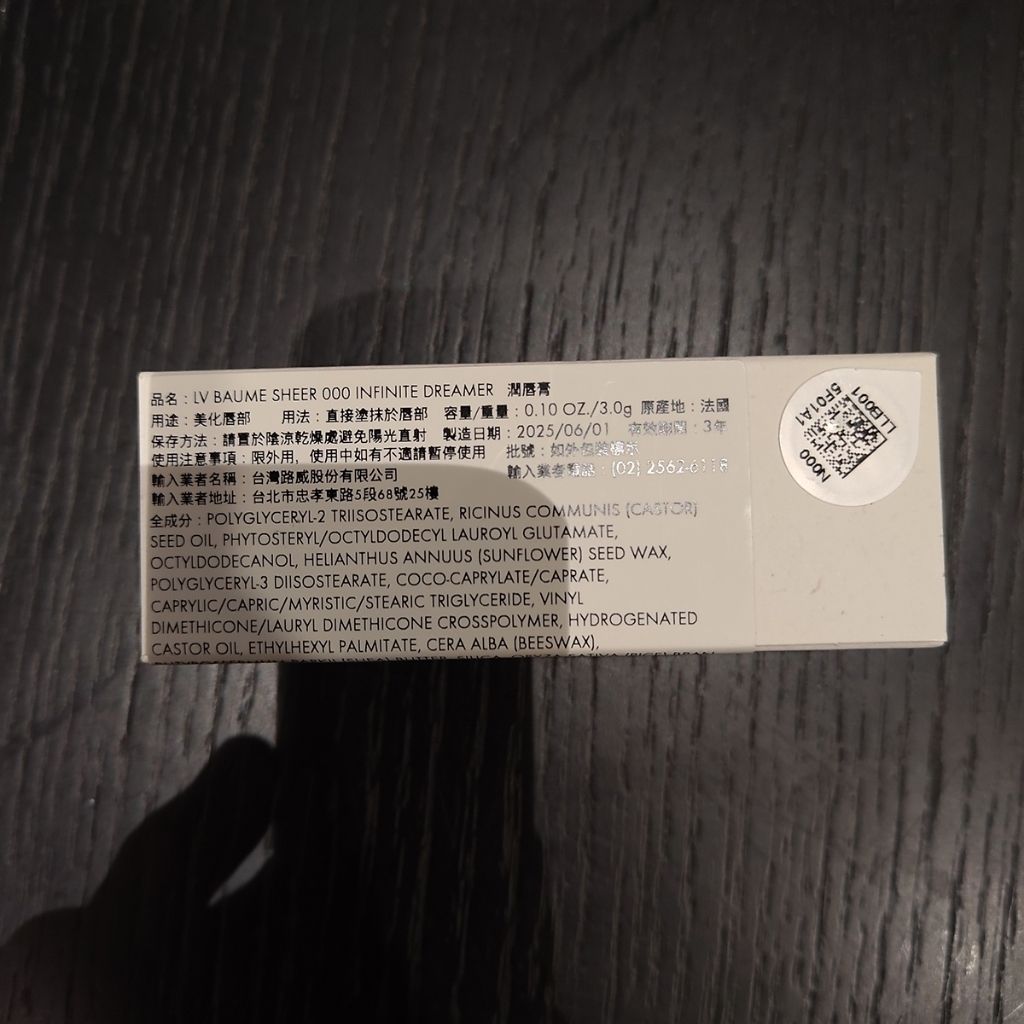 品名：LV BAUME SHEER 000 INFINITE DREAMER 潤唇膏
用途：美化唇部 用法：直接塗抹於唇部 容量/重量：0.10 OZ./3.0g 原產地：法國
保存方法：請置於陰涼乾燥處避免陽光直射 製造日期：2025/06/01 有效期間：3年
使用注意事項：限外用，使用中如有不適請暫停使用 批號：如外包裝標示
輸入業者名稱：台灣路威股份有限公司 輸入業者電話：(02) 2562-6118
輸入業者地址：台北市忠孝東路5段68號25樓
全成分：POLYGLYCERYL-2 TRIISOSTEARATE, RICINUS COMMUNIS (CASTOR)
SEED OIL, PHYTOSTERYL/OCTYLDODECYL LAUROYL GLUTAMATE,
OCTYLDODECANOL, HELIANTHUS ANNUUS (SUNFLOWER) SEED WAX,
POLYGLYCERYL-3 DIISOSTEARATE, COCO-CAPRYLATE/CAPRATE,
CAPRYLIC/CAPRIC/MYRISTIC/STEARIC TRIGLYCERIDE, VINYL
DIMETHICONE/LAURYL DIMETHICONE CROSSPOLYMER, HYDROGENATED
CASTOR OIL, ETHYLHEXYL PALMITATE, CERA ALBA (BEESWAX),
LLB001
5F01A1
N000